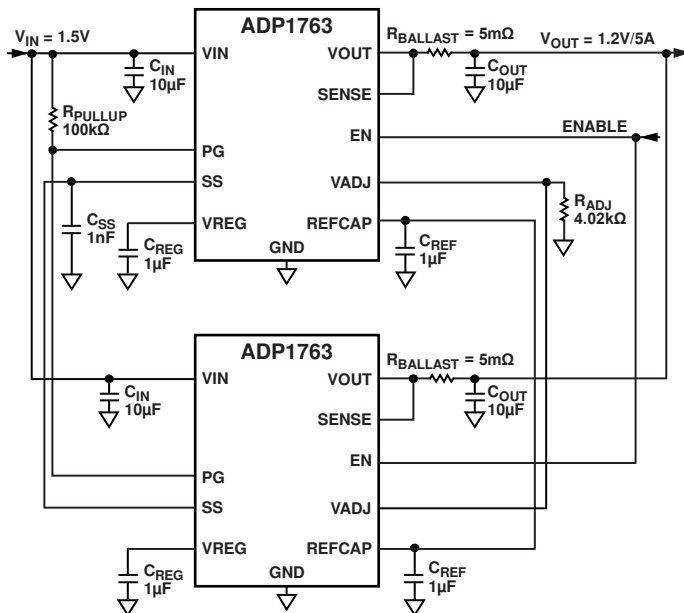 ADP1763
V_IN = 1.5V
R_BALLAST = 5mΩ
V_OUT = 1.2V/5A
VIN
VOUT
C_IN
10µF
C_OUT
10µF
SENSE
R_PULLUP
100kΩ
EN
ENABLE
PG
SS
VADJ
R_ADJ
4.02kΩ
C_SS
1nF
VREG
REFCAP
C_REG
1µF
GND
C_REF
1µF
ADP1763
R_BALLAST = 5mΩ
VIN
VOUT
C_IN
10µF
C_OUT
10µF
SENSE
EN
PG
SS
VADJ
VREG
REFCAP
C_REG
1µF
GND
C_REF
1µF